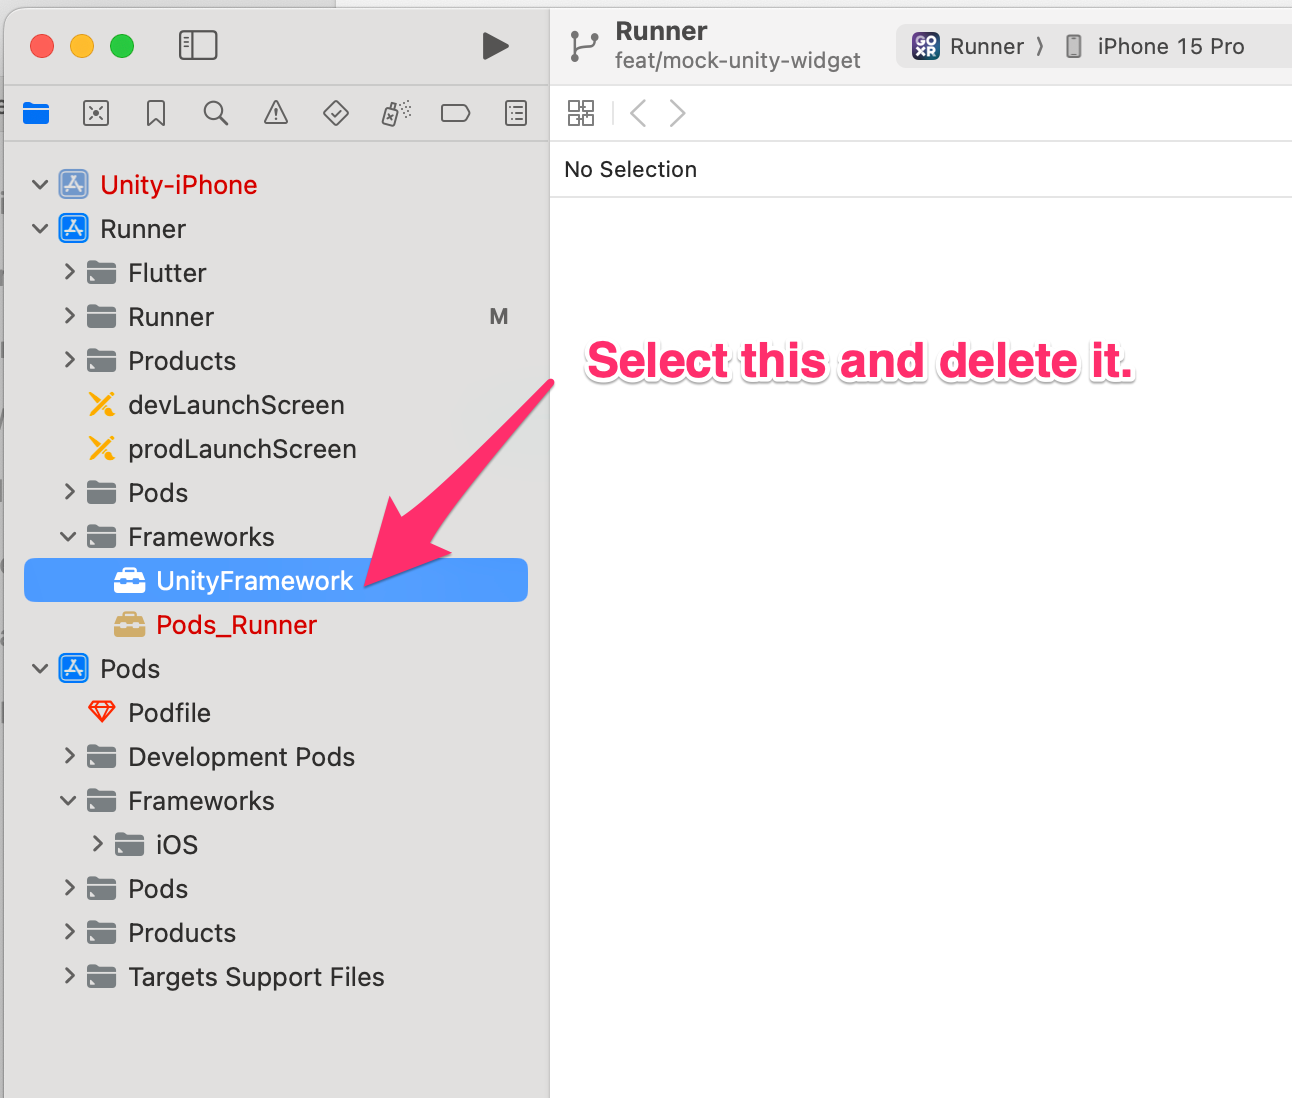 Runner
feat/mock-unity-widget
GO
XR
Runner
iPhone 15 Pro
No Selection
Unity-iPhone
Runner
Flutter
Runner M
Products
devLaunchScreen
prodLaunchScreen
Pods
Frameworks
UnityFramework
Pods_Runner
Pods
Podfile
Development Pods
Frameworks
iOS
Pods
Products
Targets Support Files
Select this and delete it.